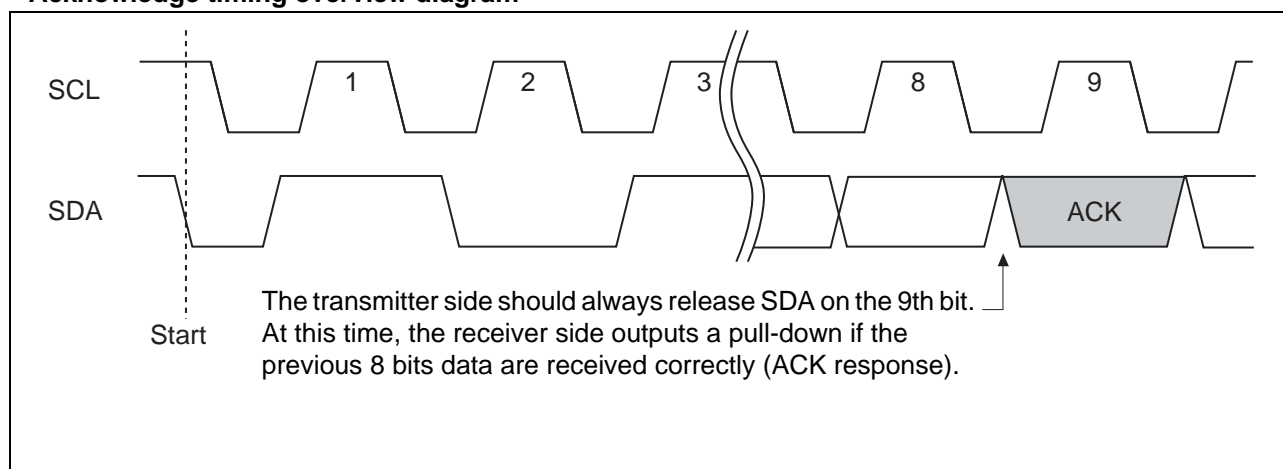 Acknowledge timing overview diagram
SCL
1
2
3
8
9
SDA
ACK
Start
The transmitter side should always release SDA on the 9th bit.
At this time, the receiver side outputs a pull-down if the
previous 8 bits data are received correctly (ACK response).